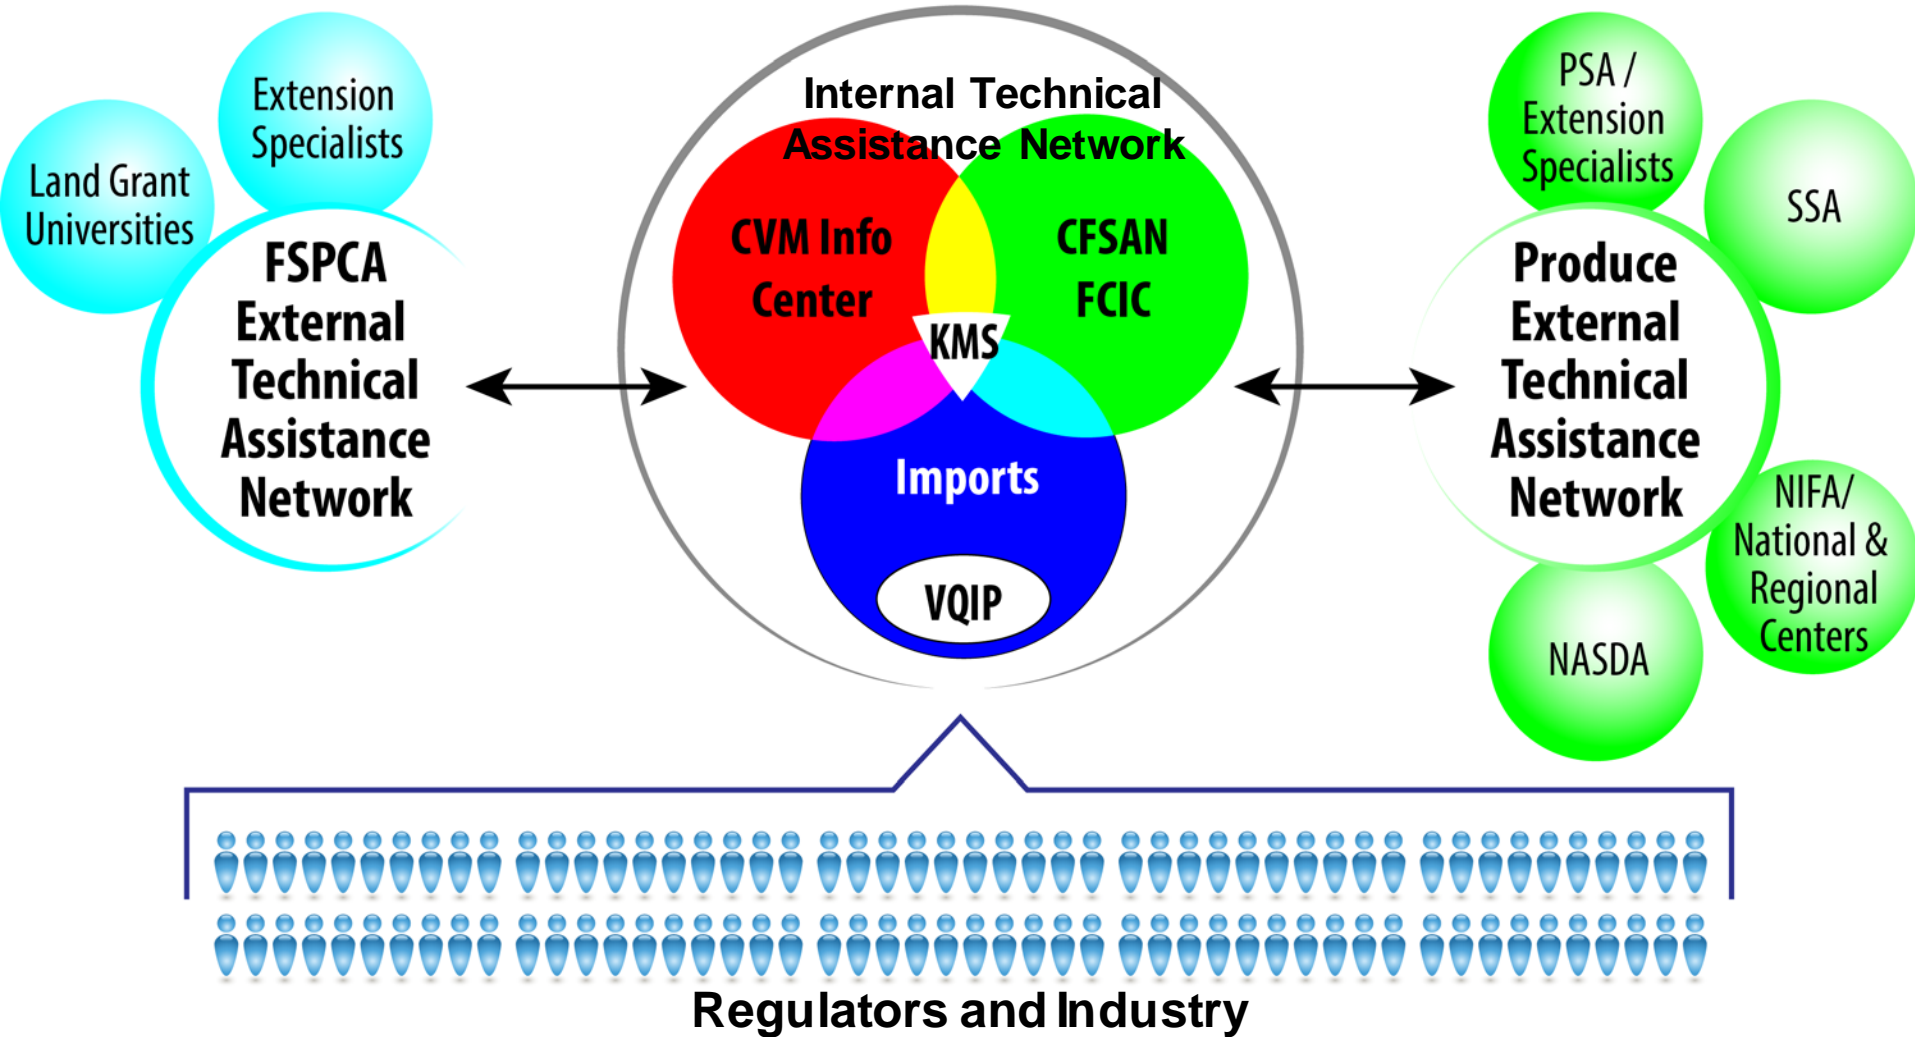 Extension
Specialists
Land Grant
Universities
FSPCA
External
Technical
Assistance
Network
Internal Technical
Assistance Network
CVM Info
Center
CFSAN
FCIC
KMS
Imports
VQIP
PSA /
Extension
Specialists
SSA
Produce
External
Technical
Assistance
Network
NIFA/
National &
Regional
Centers
NASDA
Regulators and Industry